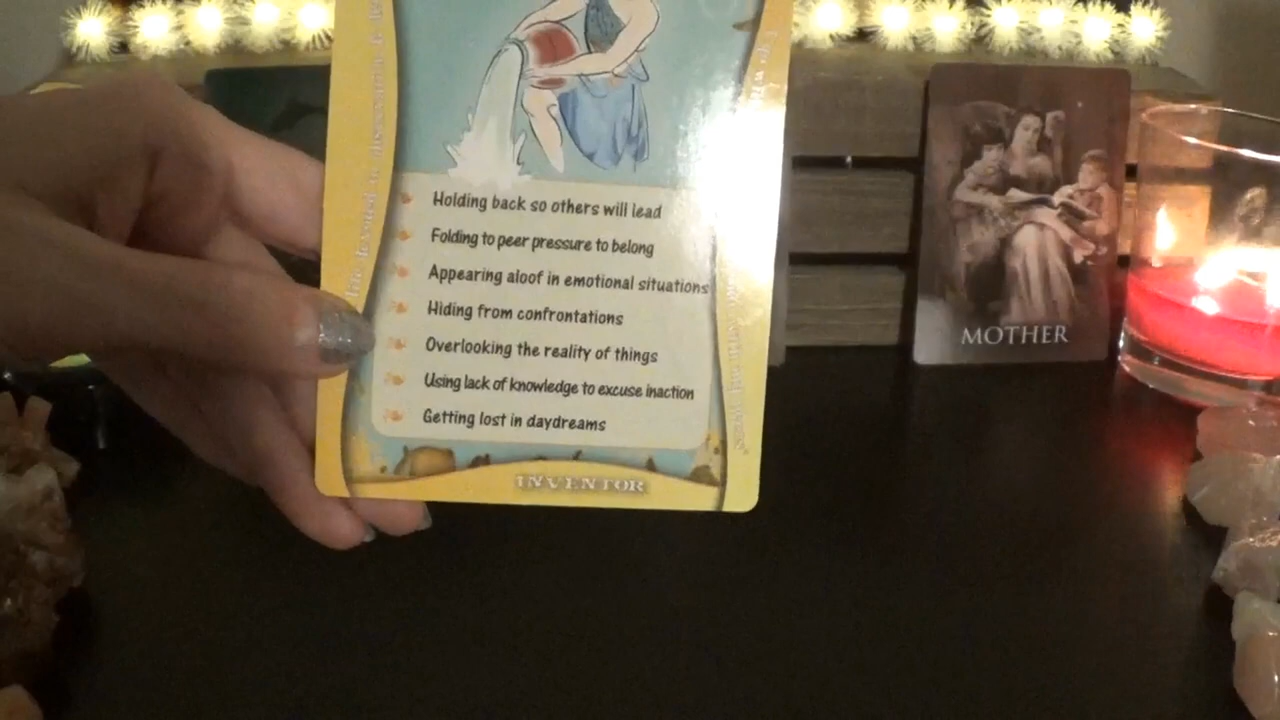 Holding back so others will lead
Folding to peer pressure to belong
Appearing aloof in emotional situations
Hiding from confrontations
Overlooking the reality of things
Using lack of knowledge to excuse inaction
Getting lost in daydreams
INVENTOR
MOTHER